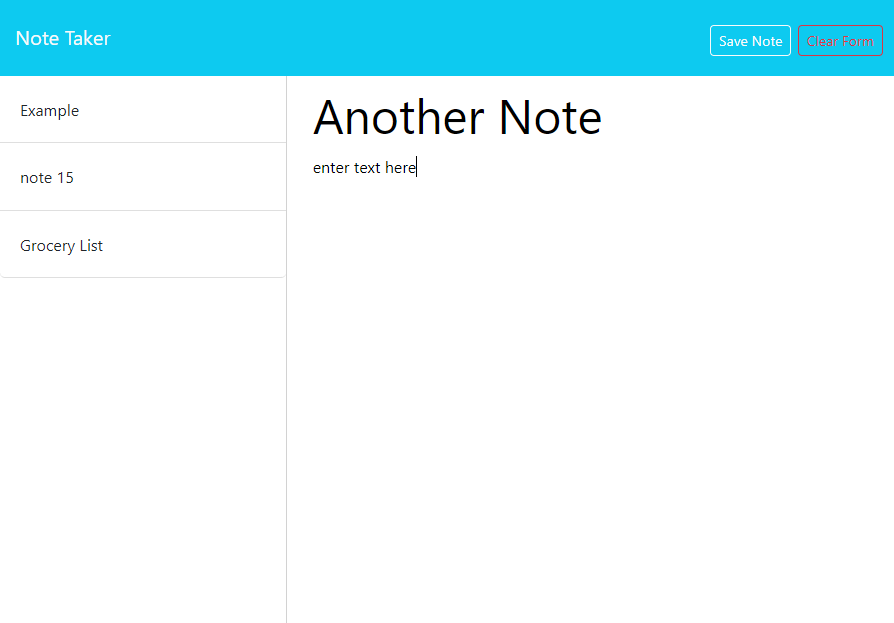 Note Taker
Save Note
Clear Form
Example
note 15
Grocery List
Another Note
enter text here